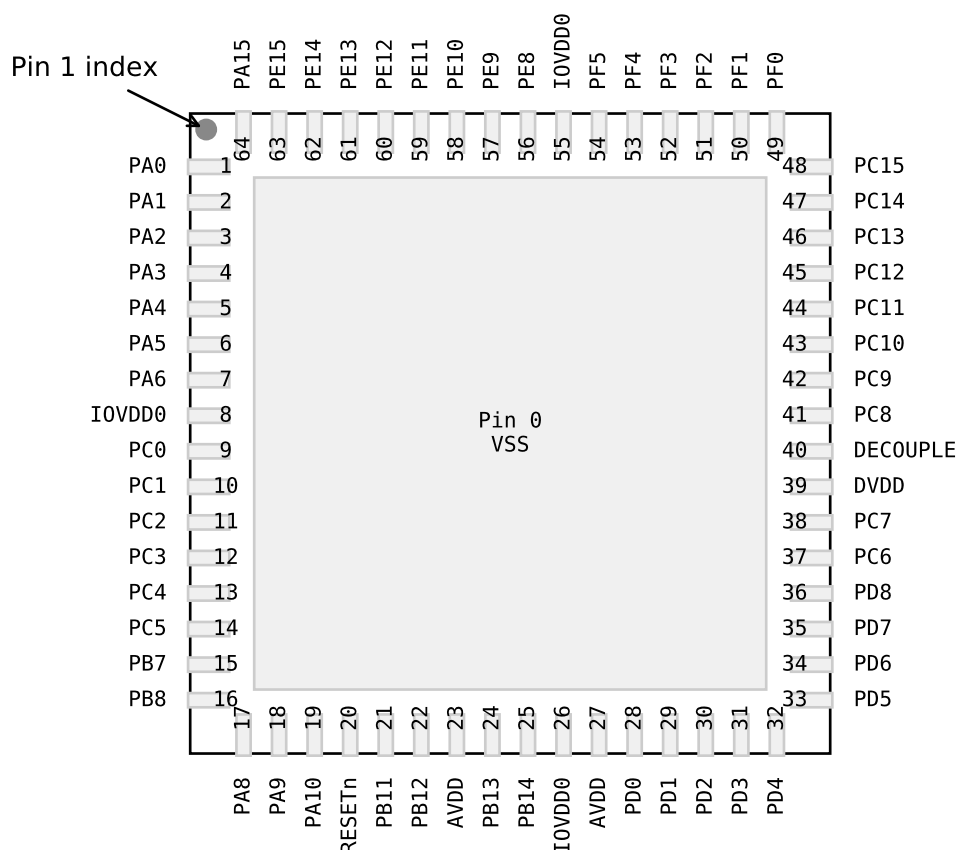 Pin 1 index
PA15 PE15 PE14 PE13 PE12 PE11 PE10 PE9 PE8 IOVDD0 PF5 PF4 PF3 PF2 PF1 PF0
64 63 62 61 60 59 58 57 56 55 54 53 52 51 50 49
PA0 1 48 PC15
PA1 2 47 PC14
PA2 3 46 PC13
PA3 4 45 PC12
PA4 5 44 PC11
PA5 6 43 PC10
PA6 7 42 PC9
IOVDD0 8 41 PC8
Pin 0
VSS
PC0 9 40 DECOUPLE
PC1 10 39 DVDD
PC2 11 38 PC7
PC3 12 37 PC6
PC4 13 36 PD8
PC5 14 35 PD7
PB7 15 34 PD6
PB8 16 33 PD5
17 18 19 20 21 22 23 24 25 26 27 28 29 30 31 32
PA8 PA9 PA10 RESETn PB11 PB12 AVDD PB13 PB14 IOVDD0 AVDD PD0 PD1 PD2 PD3 PD4